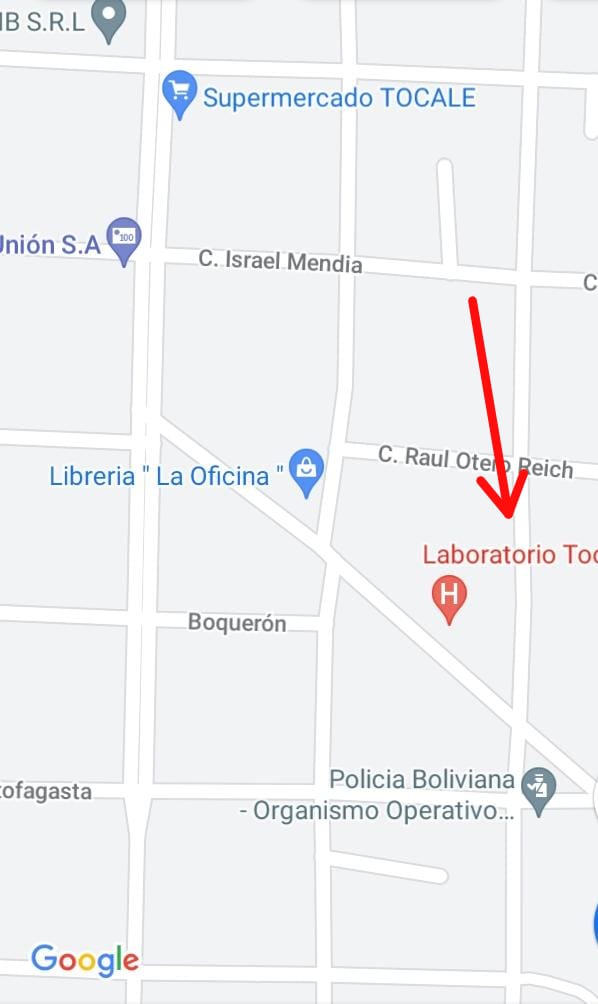 IB S.R.L
Supermercado TOCALE
Unión S.A
100
C. Israel Mendia
C
C. Raul Otero Reich
Libreria " La Oficina "
Laboratorio Too
H
Boquerón
Policia Boliviana
- Organismo Operativo...
tofagasta
Google